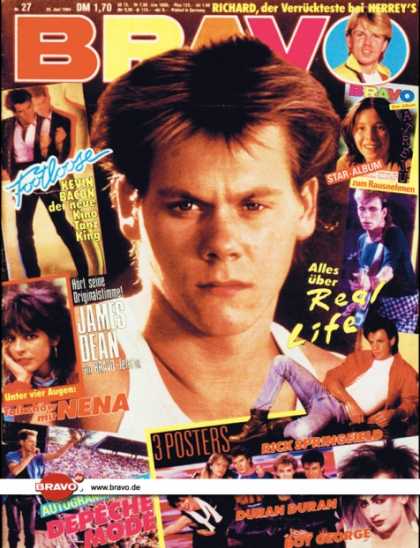 Nr. 27
DM 1,70
RICHARD, der Verrückteste bei HERREY'S
BRAVO
BRAVO
Footloose
KEVIN
BACON
der neue
Kino
Tanz
King
STAR-ALBUM
zum Rausnehmen
Hört seine
Originalstimme!
JAMES
DEAN
Alles
über
Real
Life
Unter vier Augen:
mit NENA
3 POSTERS
RICK SPRINGFIELD
DURAN DURAN
BOY GEORGE
BRAVO
www.bravo.de
DEPECHE
MODE